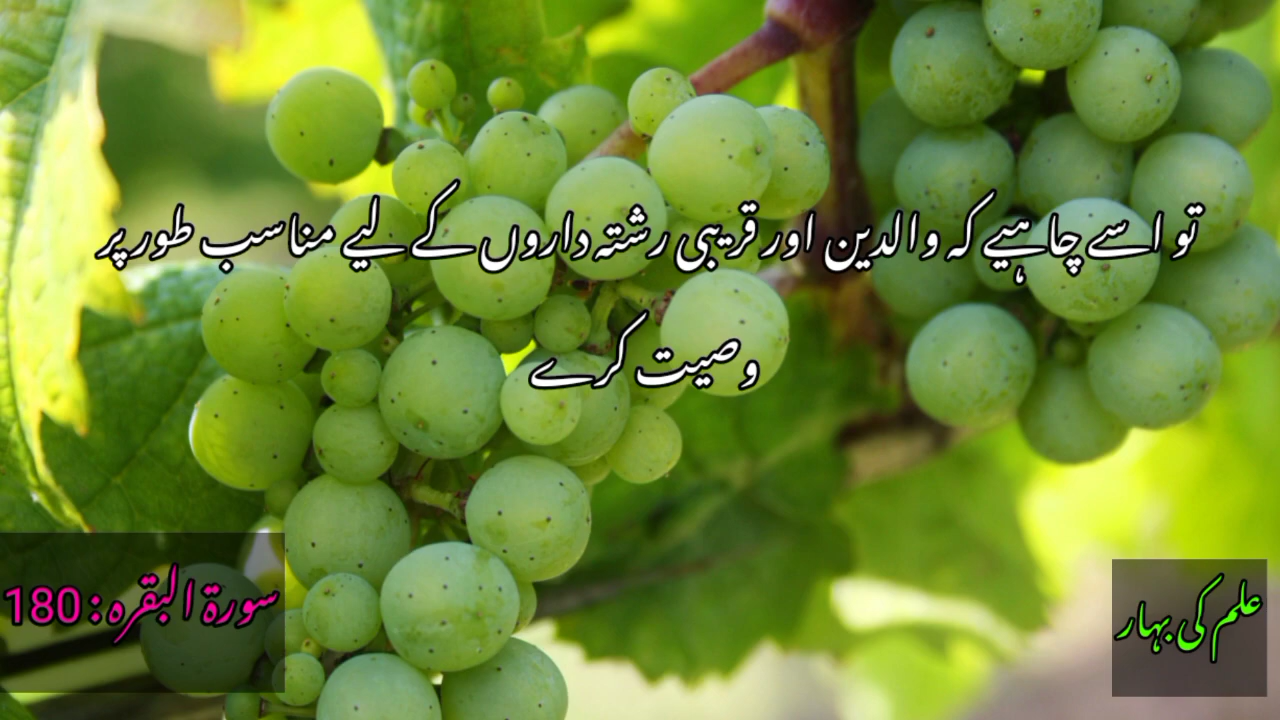 تو اسے چاہیے کہ والدین اور قریبی رشتہ داروں کے لیے مناسب طور پر
وصیت کرے
سورۃ البقرہ: 180
علم کی بہار